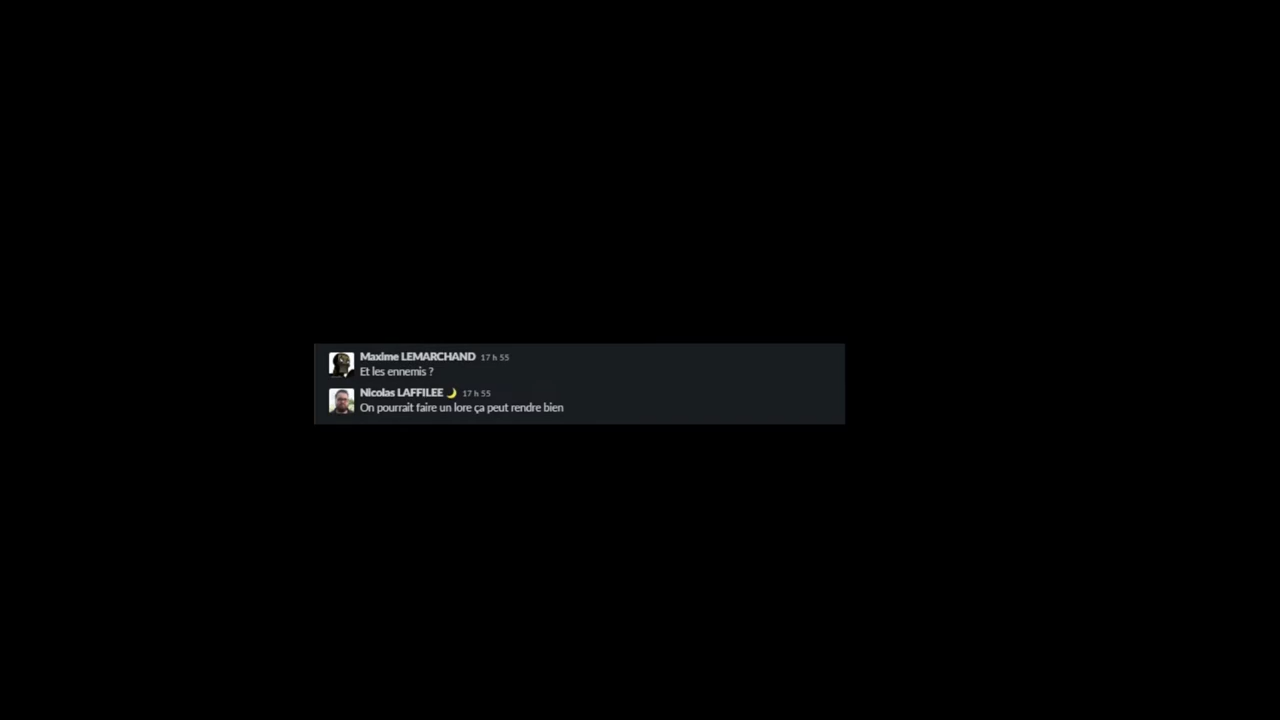 Maxime LEMARCHAND 17 h 55
Et les ennemis ?
Nicolas LAFFILEE 🌙 17 h 55
On pourrait faire un lore ça peut rendre bien